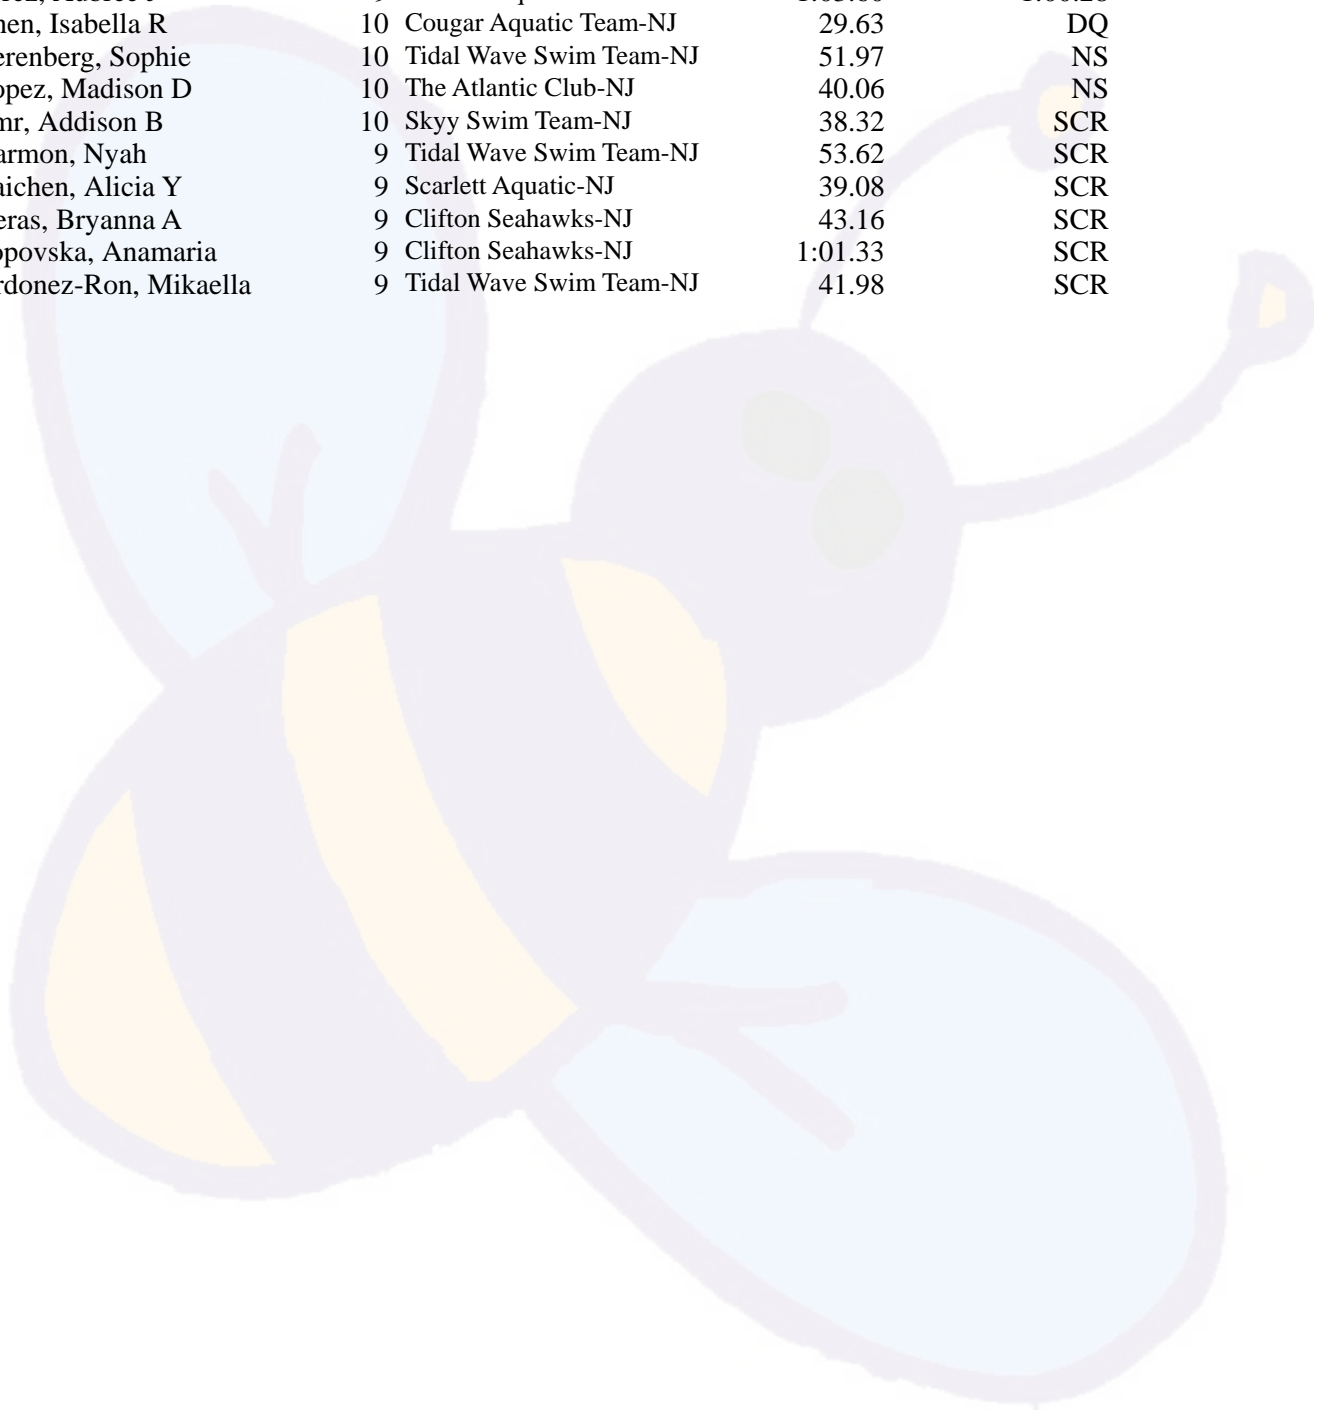 9
hen, Isabella R 10 Cougar Aquatic Team-NJ 29.63 DQ
erenberg, Sophie 10 Tidal Wave Swim Team-NJ 51.97 NS
opez, Madison D 10 The Atlantic Club-NJ 40.06 NS
mr, Addison B 10 Skyy Swim Team-NJ 38.32 SCR
armon, Nyah 9 Tidal Wave Swim Team-NJ 53.62 SCR
aichen, Alicia Y 9 Scarlett Aquatic-NJ 39.08 SCR
eras, Bryanna A 9 Clifton Seahawks-NJ 43.16 SCR
opovska, Anamaria 9 Clifton Seahawks-NJ 1:01.33 SCR
rdonez-Ron, Mikaella 9 Tidal Wave Swim Team-NJ 41.98 SCR